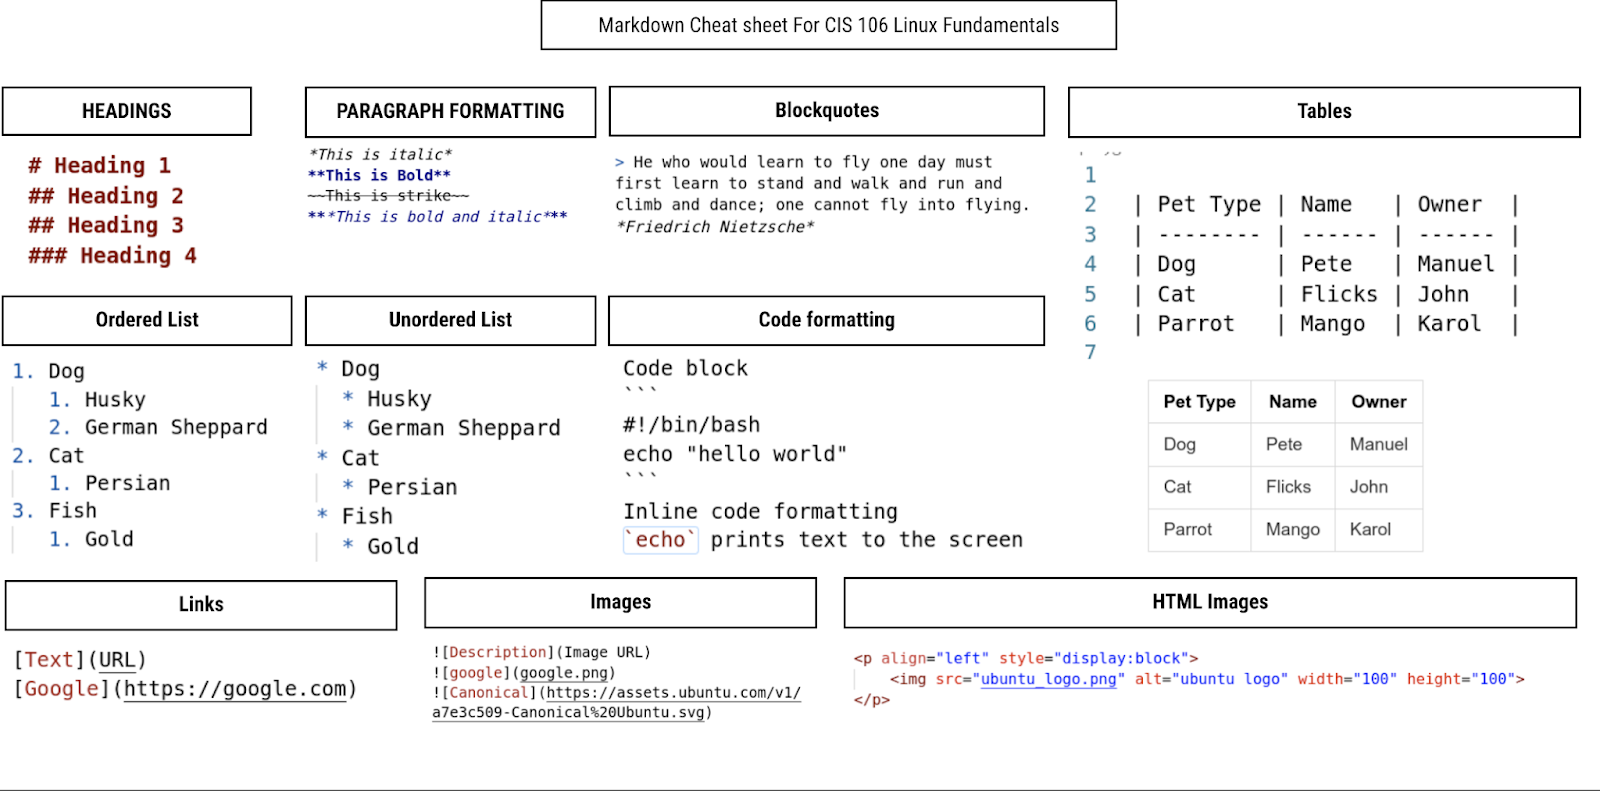 Markdown Cheat sheet For CIS 106 Linux Fundamentals
HEADINGS
# Heading 1
## Heading 2
## Heading 3
### Heading 4
PARAGRAPH FORMATTING
*This is italic*
**This is Bold**
~~This is strike~~
***This is bold and italic***
Blockquotes
> He who would learn to fly one day must
first learn to stand and walk and run and
climb and dance; one cannot fly into flying.
*Friedrich Nietzsche*
Tables
1
2 | Pet Type | Name | Owner |
3 | -------- | ------ | ------ |
4 | Dog | Pete | Manuel |
5 | Cat | Flicks | John |
6 | Parrot | Mango | Karol |
7
Pet Type Name Owner
Dog Pete Manuel
Cat Flicks John
Parrot Mango Karol
Ordered List
1. Dog
1. Husky
2. German Sheppard
2. Cat
1. Persian
3. Fish
1. Gold
Unordered List
* Dog
* Husky
* German Sheppard
* Cat
* Persian
* Fish
* Gold
Code formatting
Code block
```
#!/bin/bash
echo "hello world"
```
Inline code formatting
`echo` prints text to the screen
Links
[Text](URL)
[Google](https://google.com)
Images
![Description](Image URL)
![google](google.png)
![Canonical](https://assets.ubuntu.com/v1/
a7e3c509-Canonical%20Ubuntu.svg)
HTML Images
<p align="left" style="display:block">
<img src="ubuntu_logo.png" alt="ubuntu logo" width="100" height="100">
</p>